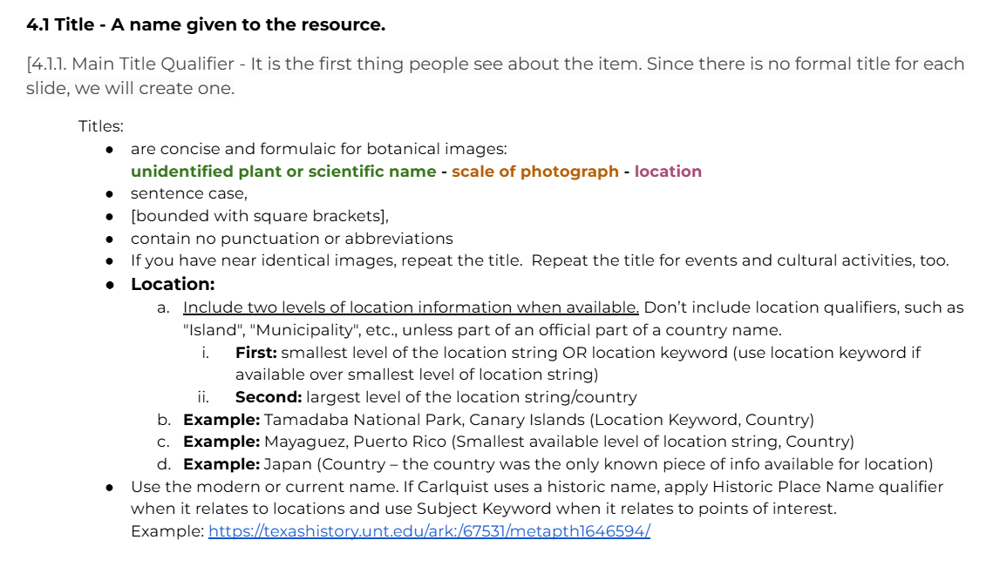 4.1 Title - A name given to the resource.
[4.1.1. Main Title Qualifier - It is the first thing people see about the item. Since there is no formal title for each
slide, we will create one.
Titles:
● are concise and formulaic for botanical images:
unidentified plant or scientific name - scale of photograph - location
● sentence case,
● [bounded with square brackets],
● contain no punctuation or abbreviations
● If you have near identical images, repeat the title.  Repeat the title for events and cultural activities, too.
● Location:
a. Include two levels of location information when available. Don’t include location qualifiers, such as
"Island", "Municipality", etc., unless part of an official part of a country name.
i. First: smallest level of the location string OR location keyword (use location keyword if
available over smallest level of location string)
ii. Second: largest level of the location string/country
b. Example: Tamadaba National Park, Canary Islands (Location Keyword, Country)
c. Example: Mayaguez, Puerto Rico (Smallest available level of location string, Country)
d. Example: Japan (Country – the country was the only known piece of info available for location)
● Use the modern or current name. If Carlquist uses a historic name, apply Historic Place Name qualifier
when it relates to locations and use Subject Keyword when it relates to points of interest.
Example: https://texashistory.unt.edu/ark:/67531/metapth1646594/